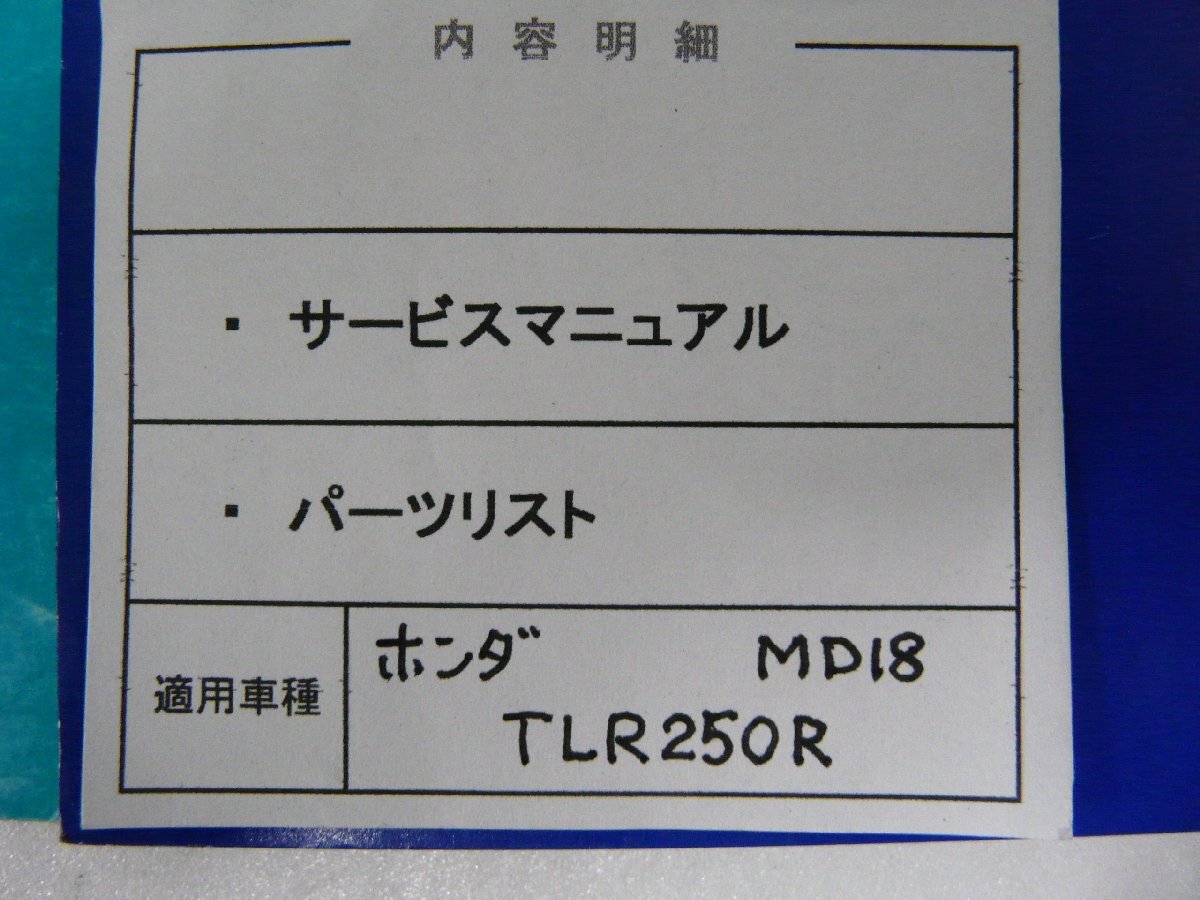 内容明細
・ サービスマニュアル
・ パーツリスト
適用車種
ホンダ MD18
TLR250R